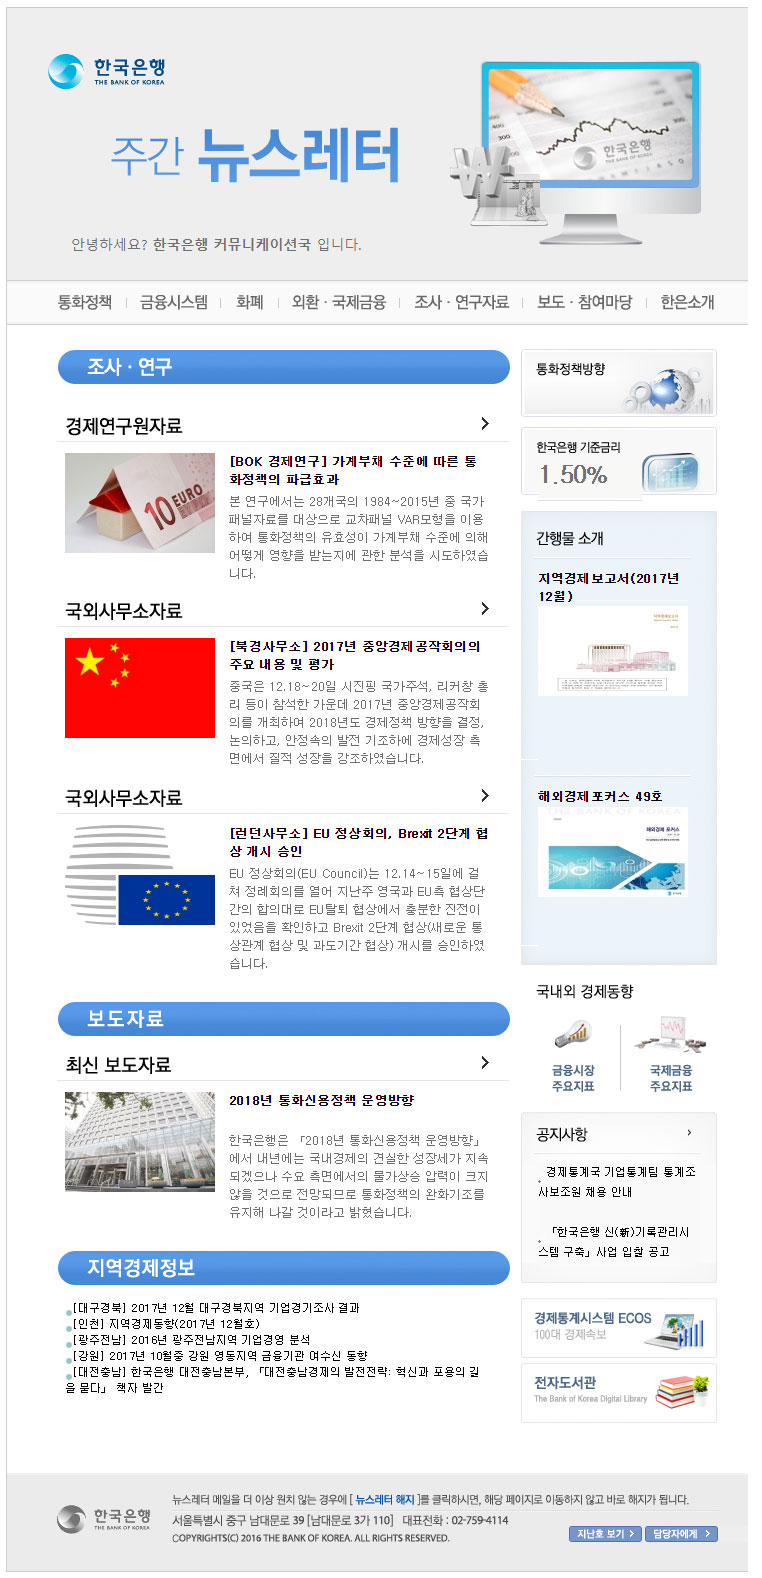 한국은행
THE BANK OF KOREA
주간 뉴스레터
한국은행
THE BANK OF KOREA
안녕하세요? 한국은행 커뮤니케이션국 입니다.
통화정책 금융시스템 화폐 외환·국제금융 조사·연구자료 보도·참여마당 한은소개
조사·연구
경제연구원자료
10 EURO
[BOK 경제연구] 가계부채 수준에 따른 통
화정책의 파급효과
본 연구에서는 28개국의 1984~2015년 중 국가
패널자료를 대상으로 교차패널 VAR모형을 이용
하여 통화정책의 유효성이 가계부채 수준에 의해
어떻게 영향을 받는지에 관한 분석을 시도하였습
니다.
국외사무소자료
[북경사무소] 2017년 중앙경제공작회의의
주요 내용 및 평가
중국은 12.18~20일 시진핑 국가주석, 리커창 총
리 등이 참석한 가운데 2017년 중앙경제공작회
의를 개최하여 2018년도 경제정책 방향을 결정,
논의하고, 안정속의 발전 기조하에 경제성장 측
면에서 질적 성장을 강조하였습니다.
국외사무소자료
[런던사무소] EU 정상회의, Brexit 2단계 협
상 개시 승인
EU 정상회의(EU Council)는 12.14~15일에 걸
쳐 정례회의를 열어 지난주 영국과 EU측 협상단
간의 합의대로 EU탈퇴 협상에서 충분한 진전이
있었음을 확인하고 Brexit 2단계 협상(새로운 통
상관계 협상 및 과도기간 협상) 개시를 승인하였
습니다.
보도자료
최신 보도자료
2018년 통화신용정책 운영방향
한국은행은 「2018년 통화신용정책 운영방향」
에서 내년에는 국내경제의 견실한 성장세가 지속
되겠으나 수요 측면에서의 물가상승 압력이 크지
않을 것으로 전망되므로 통화정책의 완화기조를
유지해 나갈 것이라고 밝혔습니다.
지역경제정보
[대구경북] 2017년 12월 대구경북지역 기업경기조사 결과
[인천] 지역경제동향(2017년 12월호)
[광주전남] 2016년 광주전남지역 기업경영 분석
[강원] 2017년 10월중 강원 영동지역 금융기관 여수신 동향
[대전충남] 한국은행 대전충남본부, 「대전충남경제의 발전전략: 혁신과 포용의 길
을 묻다」 책자 발간
통화정책방향
한국은행 기준금리
1.50%
간행물 소개
지역경제보고서(2017년
12월)
해외경제 포커스 49호
해외경제 포커스
국내외 경제동향
금융시장
주요지표
국제금융
주요지표
공지사항
경제통계국 기업통계팀 통계조
사보조원 채용 안내
「한국은행 신(新)기록관리시
스템 구축」사업 입찰 공고
경제통계시스템 ECOS
100대 경제속보
전자도서관
The Bank of Korea Digital Library
한국은행
THE BANK OF KOREA
뉴스레터 메일을 더 이상 원치 않는 경우에 [ 뉴스레터 해지 ]를 클릭하시면, 해당 페이지로 이동하지 않고 바로 해지가 됩니다.
서울특별시 중구 남대문로 39 [남대문로 3가 110] 대표전화 : 02-759-4114
COPYRIGHTS(C) 2016 THE BANK OF KOREA. ALL RIGHTS RESERVED.
지난호 보기 담당자에게